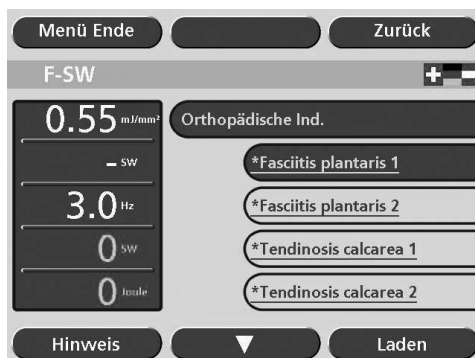 Menü Ende
Zurück
F-SW
0.55 mJ/mm²
Orthopädische Ind.
- SW
*Fasciitis plantaris 1
3.0 Hz
*Fasciitis plantaris 2
0 SW
*Tendinosis calcarea 1
0 Joule
*Tendinosis calcarea 2
Hinweis
Laden